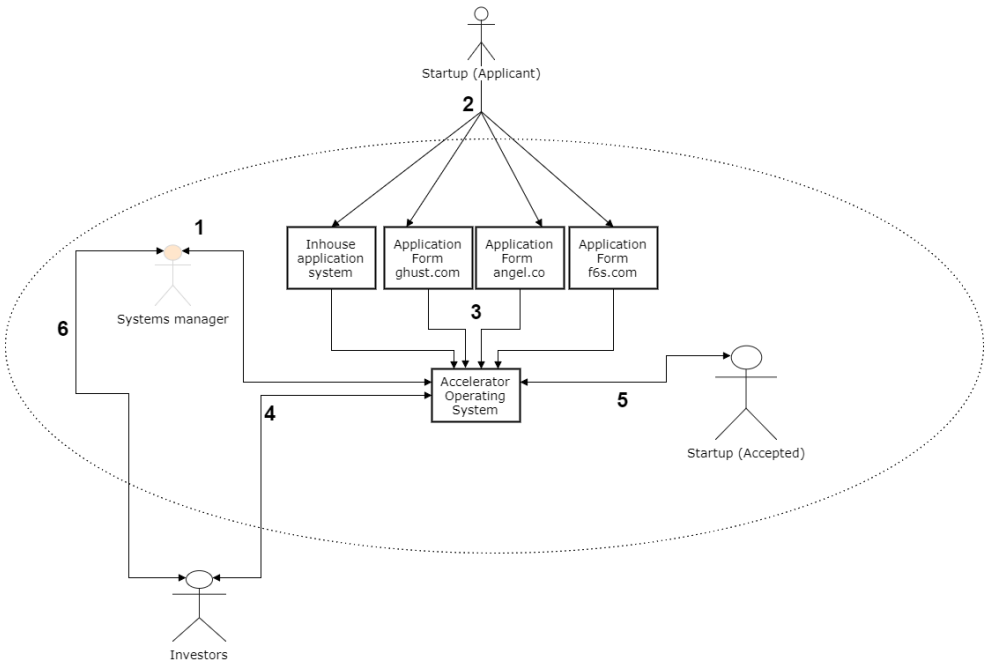 Startup (Applicant)
2
1
Inhouse
application
system
Application
Form
ghust.com
Application
Form
angel.co
Application
Form
f6s.com
Systems manager
3
6
Accelerator
Operating
System
4
5
Startup (Accepted)
Investors